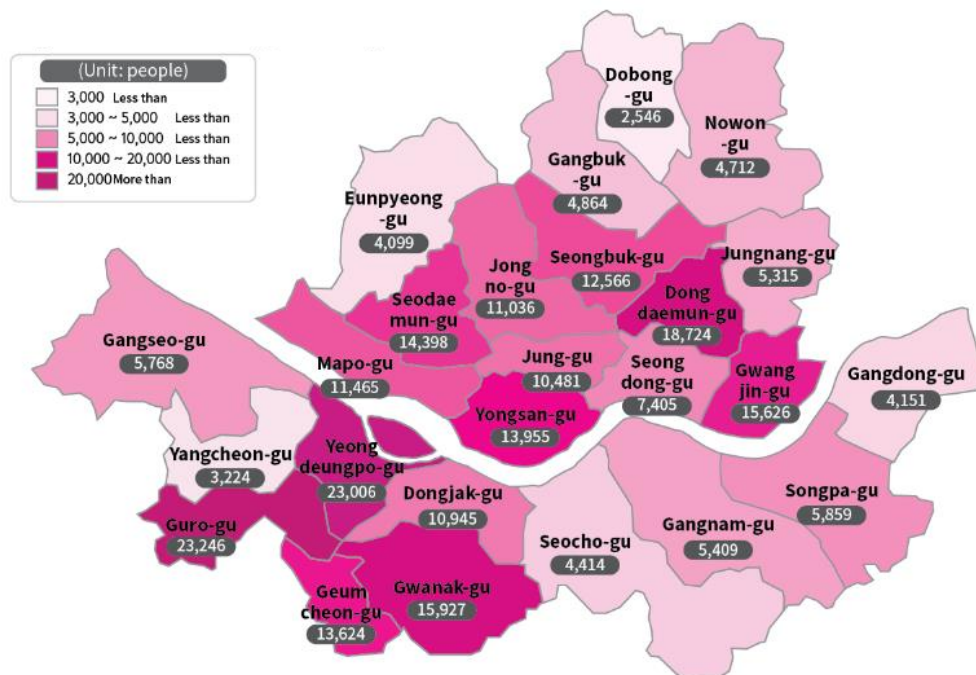 (Unit: people)
3,000 Less than
3,000 ~ 5,000 Less than
5,000 ~ 10,000 Less than
10,000 ~ 20,000 Less than
20,000 More than
Dobong
-gu
2,546
Nowon
-gu
4,712
Gangbuk
-gu
4,864
Eunpyeong
-gu
4,099
Seongbuk-gu
12,566
Jungnang-gu
5,315
Jong
no-gu
11,036
Seodae
mun-gu
14,398
Dong
daemun-gu
18,724
Gangseo-gu
5,768
Mapo-gu
11,465
Jung-gu
10,481
Seong
dong-gu
7,405
Gwang
jin-gu
15,626
Gangdong-gu
4,151
Yongsan-gu
13,955
Yangcheon-gu
3,224
Yeong
deungpo-gu
23,006
Dongjak-gu
10,945
Songpa-gu
5,859
Guro-gu
23,246
Seocho-gu
4,414
Gangnam-gu
5,409
Geum
cheon-gu
13,624
Gwanak-gu
15,927